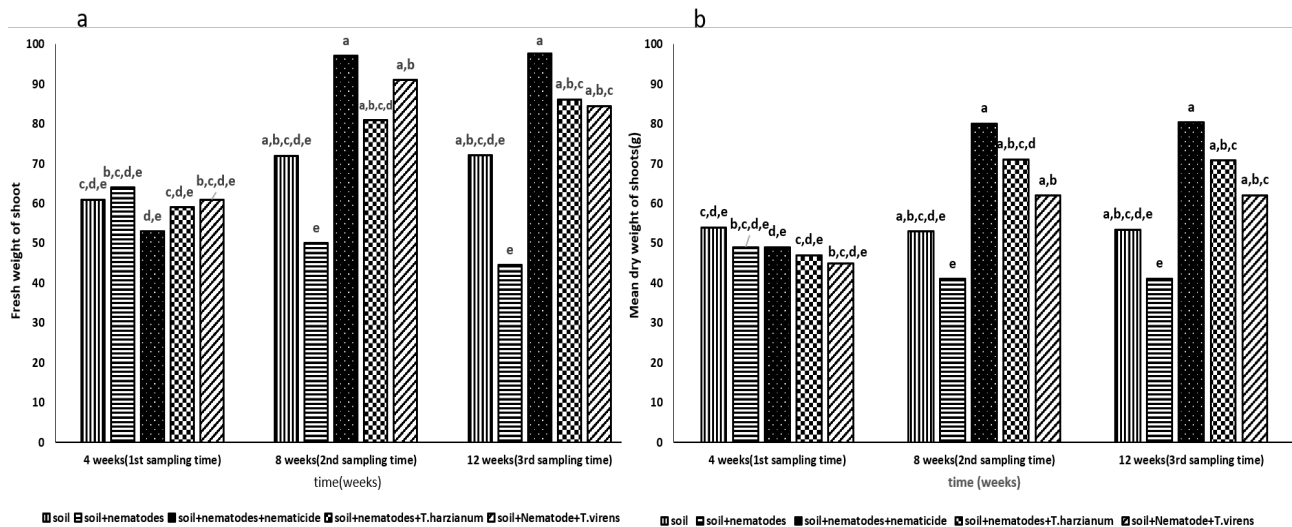 a
Fresh weight of shoot
100
90
80
70
60
50
40
30
20
10
0
c,d,e
b,c,d,e
d,e
c,d,e
b,c,d,e
a,b,c,d,e
e
a
a,b,c,d
a,b
a,b,c,d,e
e
a
a,b,c
a,b,c
4 weeks(1st sampling time)
8 weeks(2nd sampling time)
12 weeks(3rd sampling time)
time(weeks)
soil
soil+nematodes
soil+nematodes+nematicide
soil+nematodes+T.harzianum
soil+Nematode+T.virens
b
Mean dry weight of shoots(g)
100
90
80
70
60
50
40
30
20
10
0
c,d,e
b,c,d,e
d,e
c,d,e
b,c,d,e
a,b,c,d,e
e
a
a,b,c,d
a,b
a,b,c,d,e
e
a
a,b,c
a,b,c
4 weeks(1st sampling time)
8 weeks(2nd sampling time)
12 weeks(3rd sampling time)
time (weeks)
soil
soil+nematodes
soil+nematodes+nematicide
soil+nematodes+T.harzianum
soil+Nematode+T.virens